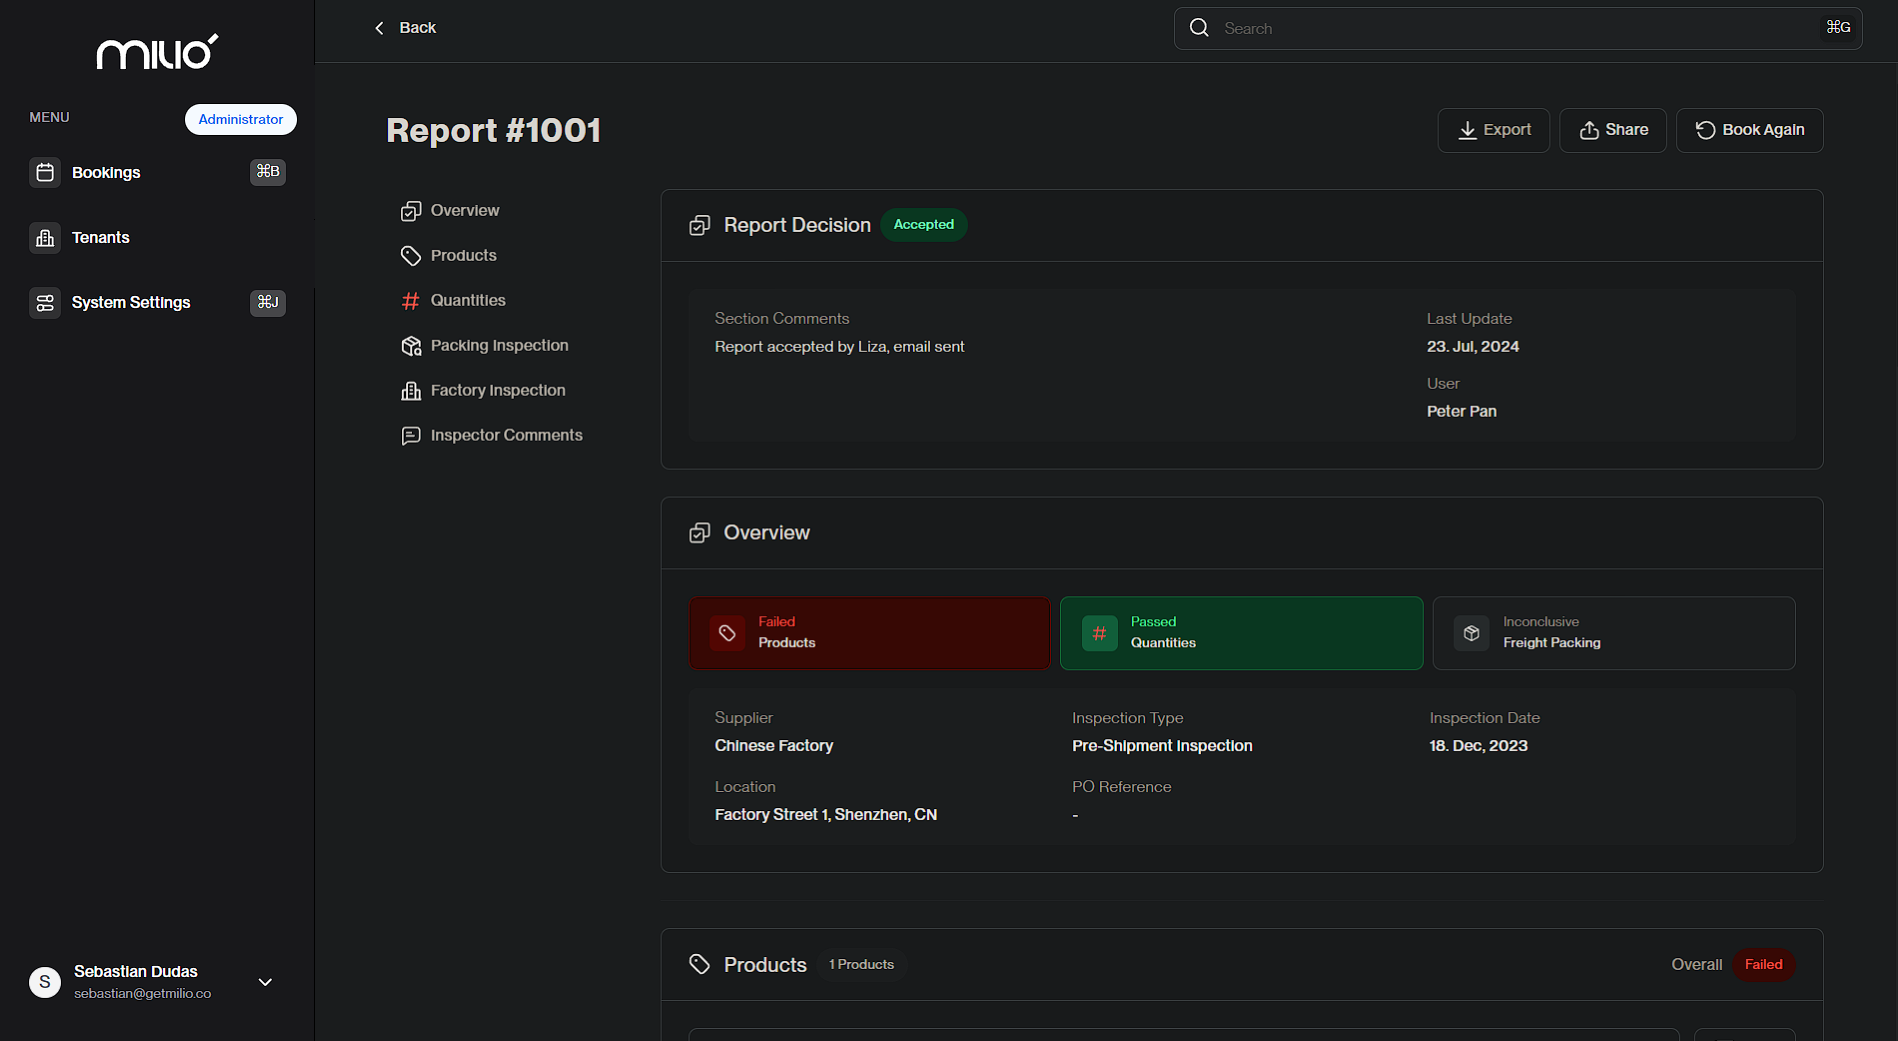 milio
MENU
Administrator
Bookings
⌘B
Tenants
System Settings
⌘J
Sebastian Dudas
S
sebastian@getmilio.co
Back
Search
⌘G
Report #1001
Export
Share
Book Again
Overview
Products
Quantities
Packing Inspection
Factory Inspection
Inspector Comments
Report Decision
Accepted
Section Comments
Report accepted by Liza, email sent
Last Update
23. Jul, 2024
User
Peter Pan
Overview
Failed
Products
Passed
Quantities
Inconclusive
Freight Packing
Supplier
Chinese Factory
Inspection Type
Pre-Shipment Inspection
Inspection Date
18. Dec, 2023
Location
Factory Street 1, Shenzhen, CN
PO Reference
-
Products
1 Products
Overall
Failed